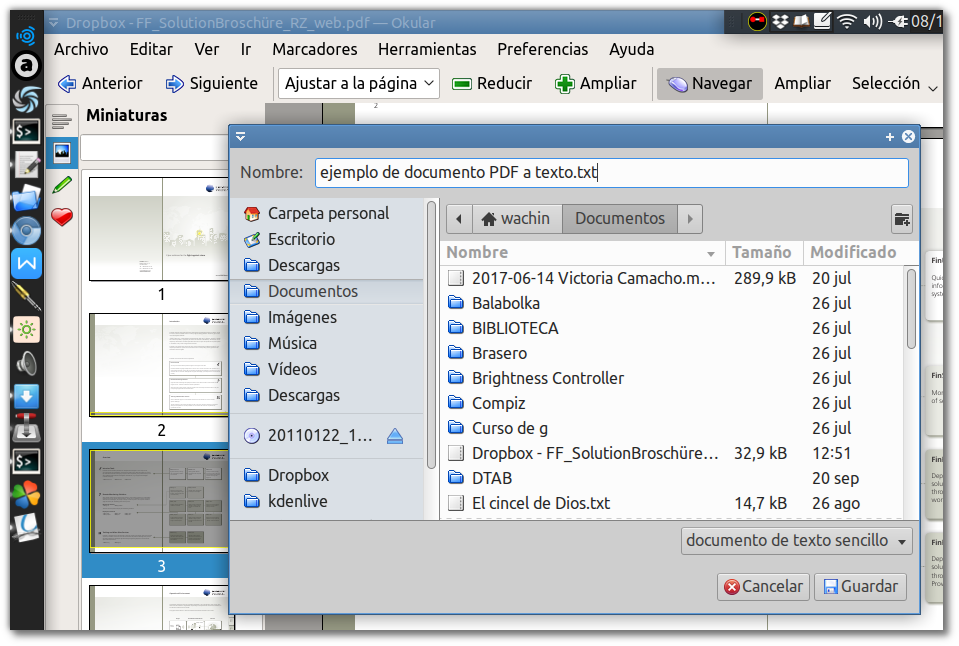 Dropbox - FF_SolutionBroschüre_RZ_web.pdf — Okular
08/1
Archivo Editar Ver Ir Marcadores Herramientas Preferencias Ayuda
Anterior Siguiente Ajustar a la página Reducir Ampliar Navegar Ampliar Selección
Miniaturas
2
Nombre: ejemplo de documento PDF a texto.txt
Carpeta personal
Escritorio
Descargas
Documentos
Imágenes
Música
Vídeos
Descargas
20110122_1...
Dropbox
kdenlive
wachin Documentos
Nombre Tamaño Modificado
2017-06-14 Victoria Camacho.m... 289,9 kB 20 jul
Balabolka 26 jul
BIBLIOTECA 26 jul
Brasero 26 jul
Brightness Controller 26 jul
Compiz 26 jul
Curso de g 26 jul
Dropbox - FF_SolutionBroschüre... 32,9 kB 12:51
DTAB 20 sep
El cincel de Dios.txt 14,7 kB 26 ago
documento de texto sencillo
Cancelar Guardar
1
2
3